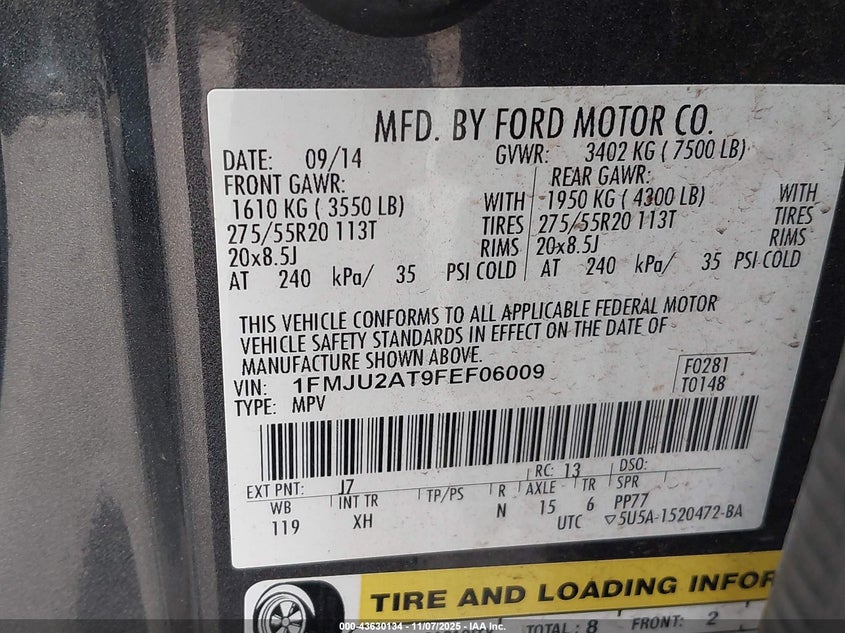 MFD. BY FORD MOTOR CO.
DATE: 09/14 GVWR: 3402 KG ( 7500 LB)
FRONT GAWR: REAR GAWR:
1610 KG ( 3550 LB) WITH 1950 KG ( 4300 LB) WITH
275/55R20 113T TIRES 275/55R20 113T TIRES
20x8.5J RIMS 20x8.5J RIMS
AT 240 kPa/ 35 PSI COLD AT 240 kPa/ 35 PSI COLD
THIS VEHICLE CONFORMS TO ALL APPLICABLE FEDERAL MOTOR
VEHICLE SAFETY STANDARDS IN EFFECT ON THE DATE OF
MANUFACTURE SHOWN ABOVE.
VIN: 1FMJU2AT9FEF06009 F0281
TYPE: MPV T0148
EXT PNT: J7 RC: 13 DSO:
WB INT TR TP/PS R AXLE TR SPR
119 XH N 15 6 PP77
UTC ▽5U5A-1520472-BA
TIRE AND LOADING INFOR
TOTAL: 8 FRONT: 2
000-43630134 — 11/07/2025 — IAA Inc.